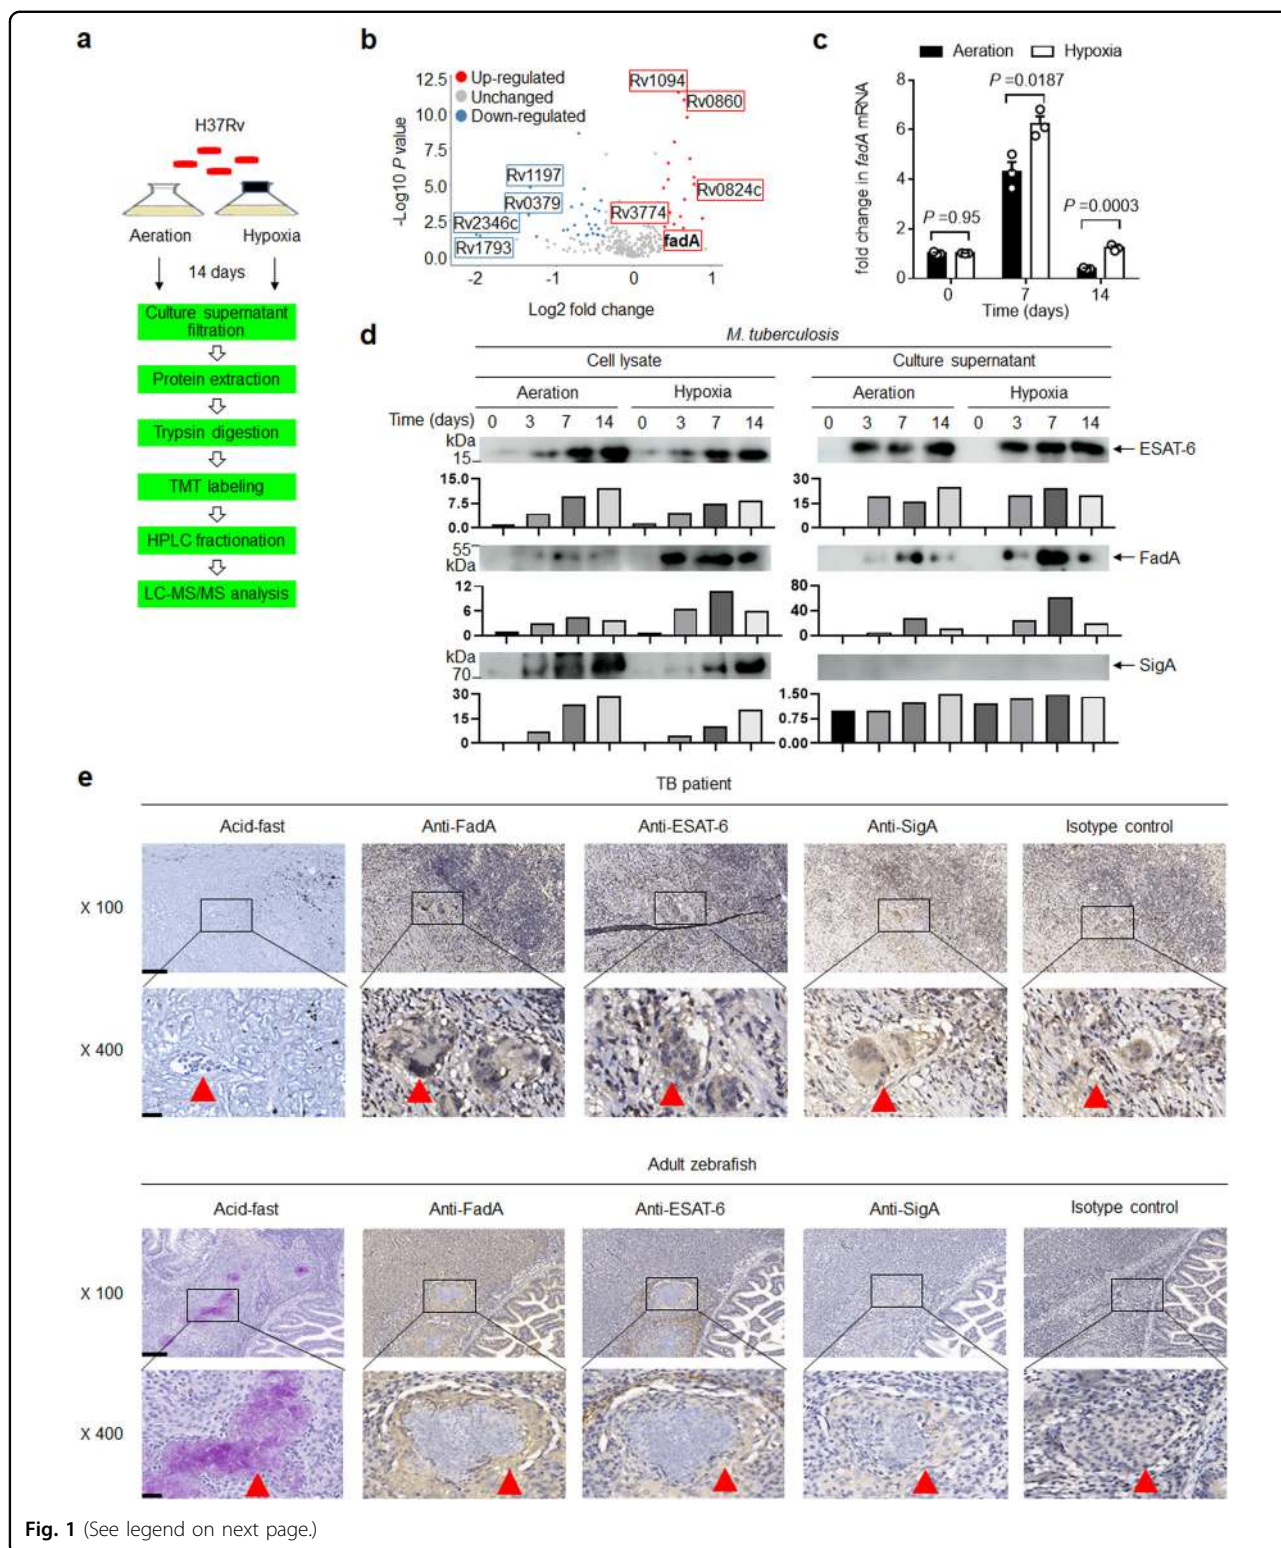 a
H37Rv
Aeration Hypoxia
14 days
Culture supernatant
filtration
Protein extraction
Trypsin digestion
TMT labeling
HPLC fractionation
LC-MS/MS analysis
b
-Log10 P value
12.5
10.0
7.5
5.0
2.5
0.0
Up-regulated
Unchanged
Down-regulated
Rv1094
Rv0860
Rv1197
Rv0824c
Rv0379
Rv3774
Rv2346c
fadA
Rv1793
-2 -1 0 1
Log2 fold change
c
Aeration Hypoxia
fold change in fadA mRNA
8
6
4
2
0
P =0.95
P =0.0187
P =0.0003
0 7 14
Time (days)
d
M. tuberculosis
Cell lysate Culture supernatant
Aeration Hypoxia Aeration Hypoxia
Time (days) 0 3 7 14 0 3 7 14 0 3 7 14 0 3 7 14
kDa
15
ESAT-6
15.0
7.5
0.0
30
15
0
55
kDa
FadA
12
6
0
80
40
0
kDa
70
SigA
30
15
0
1.50
0.75
0.00
e
TB patient
Acid-fast Anti-FadA Anti-ESAT-6 Anti-SigA Isotype control
X 100
X 400
Adult zebrafish
Acid-fast Anti-FadA Anti-ESAT-6 Anti-SigA Isotype control
X 100
X 400
Fig. 1 (See legend on next page.)